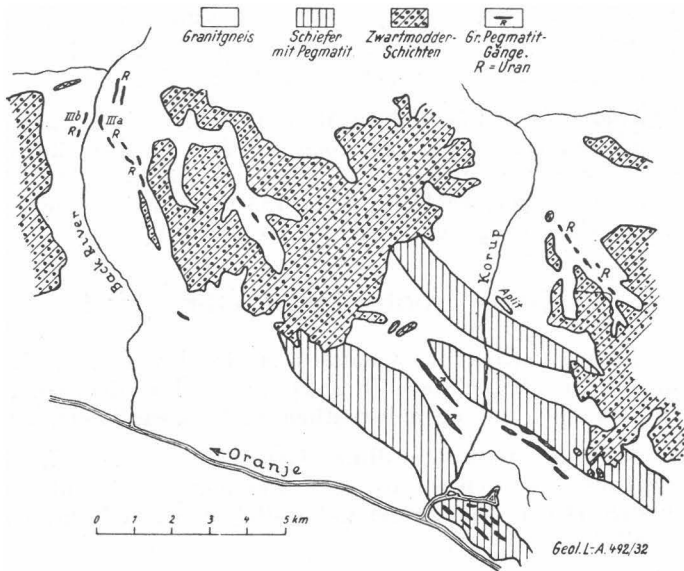 Granitgneis
Schiefer
mit Pegmatit
Zwartmodder-
Schichten
Gr. Pegmatit-
Gänge.
R = Uran
R
IIIb
R
IIIa
R
R
Back River
Korup
Aplit
R
R
Oranje
0 1 2 3 4 5 km
Geol. L-A. 492/32